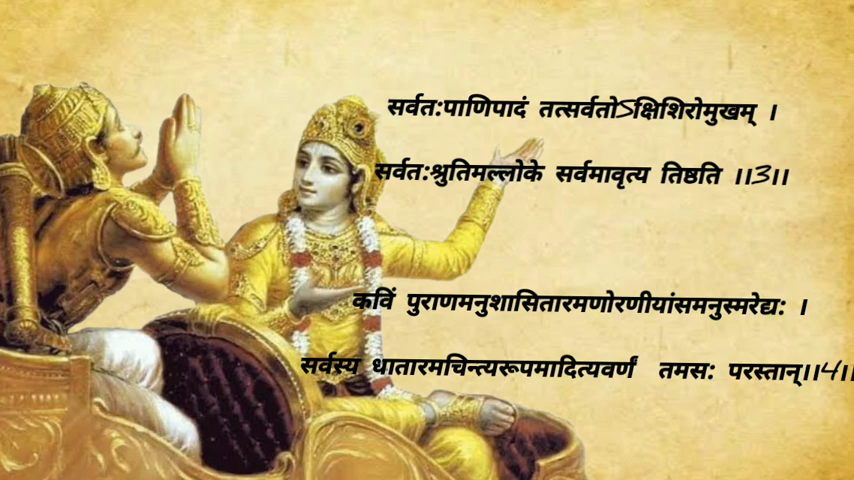 सर्वत:पाणिपादं तत्सर्वतोऽक्षिशिरोमुखम् ।
सर्वत:श्रुतिमल्लोके सर्वमावृत्य तिष्ठति ।।3।।
कविं पुराणमनुशासितारमणोरणीयांसमनुस्मरेद्य: ।
सर्वस्य धातारमचिन्त्यरूपमादित्यवर्णं तमस: परस्तान्।।4।।